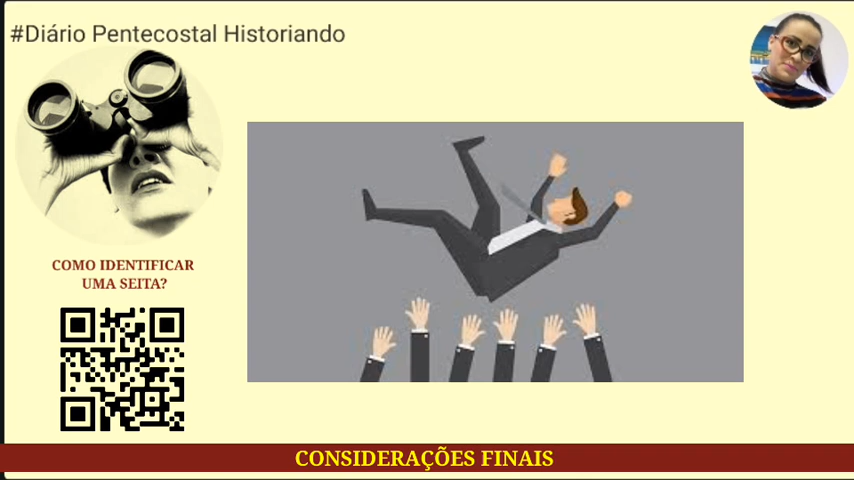 #Diário Pentecostal Historiando
COMO IDENTIFICAR
UMA SEITA?
CONSIDERAÇÕES FINAIS